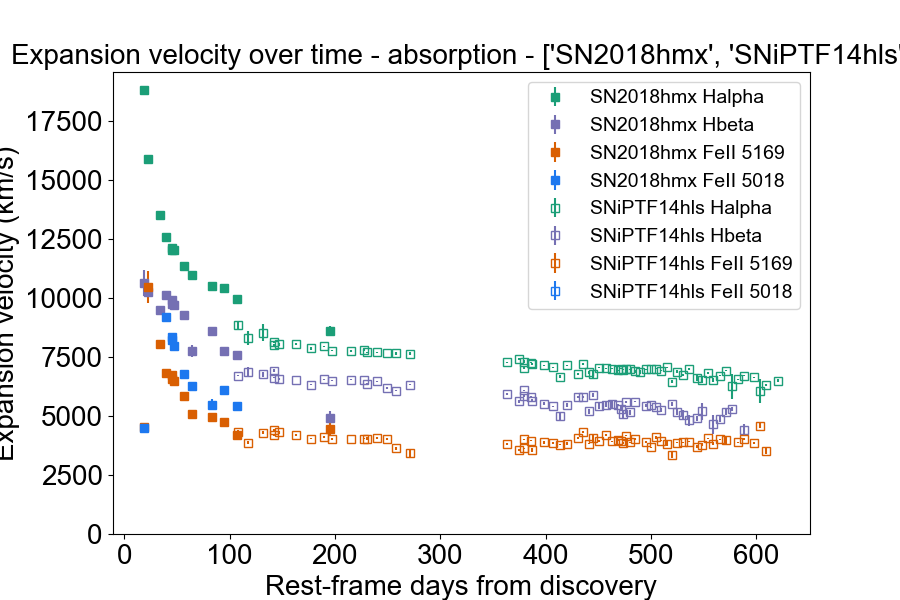 Expansion velocity over time - absorption - ['SN2018hmx', 'SNiPTF14hls'
Expansion velocity (km/s)
17500
15000
12500
10000
7500
5000
2500
0
SN2018hmx Halpha
SN2018hmx Hbeta
SN2018hmx FeII 5169
SN2018hmx FeII 5018
SNiPTF14hls Halpha
SNiPTF14hls Hbeta
SNiPTF14hls FeII 5169
SNiPTF14hls FeII 5018
0 100 200 300 400 500 600
Rest-frame days from discovery